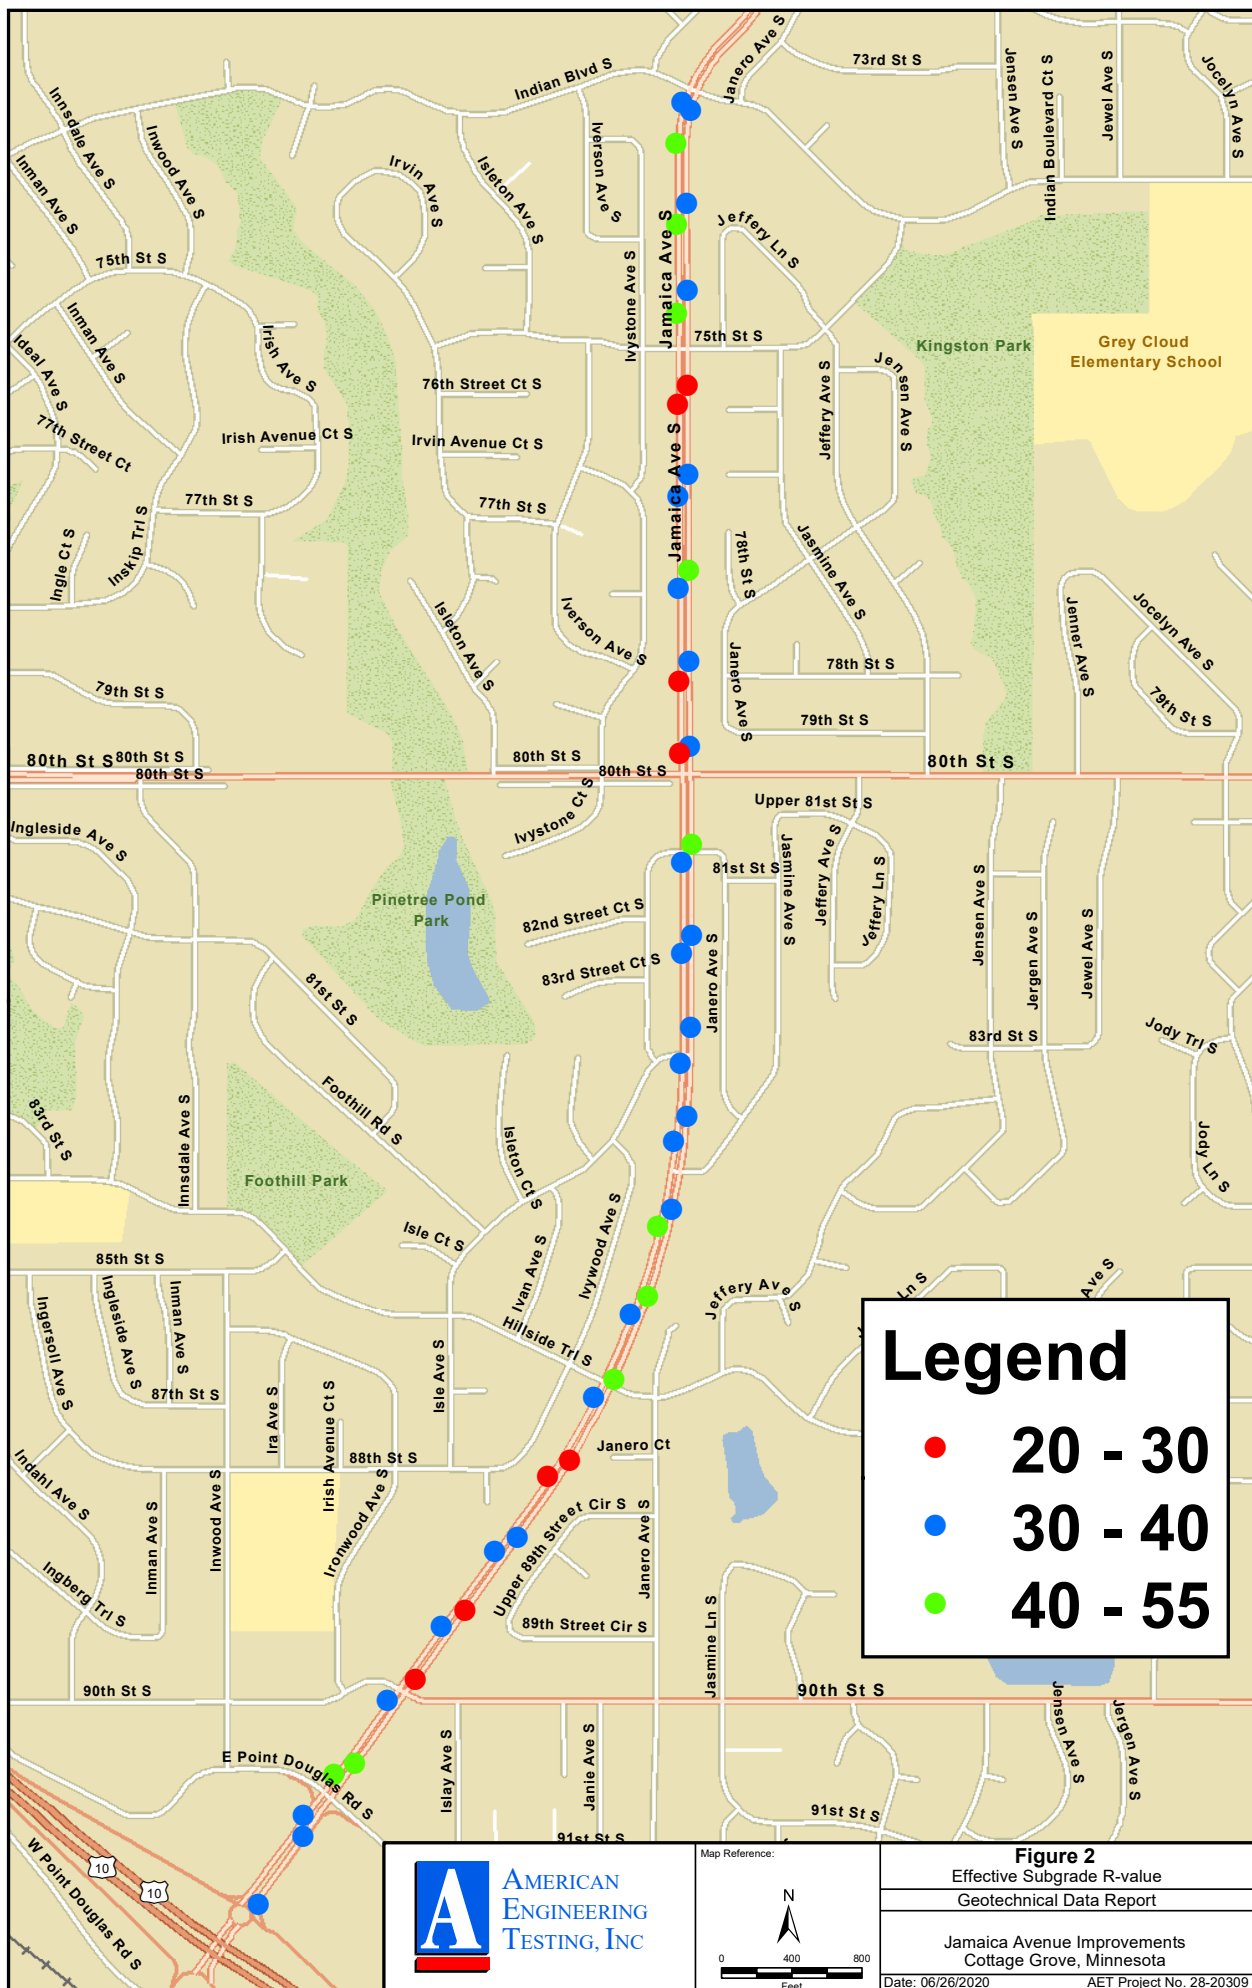 Indian Blvd S
Janero Ave S
73rd St S
Jensen Ave S
Indian Boulevard Ct S
Jewel Ave S
Jocelyn Ave S
Innsdale Ave S
Inwood Ave S
Inman Ave S
Irvin Ave S
Isleton Ave S
Iverson Ave S
Jamaica Ave S
Jeffery Ln S
Ivystone Ave S
75th St S
75th St S
Kingston Park
Grey Cloud
Elementary School
Inman Ave S
Ideal Ave S
Irish Ave S
76th Street Ct S
Jeffery Ave S
Jensen Ave S
77th Street Ct
Irish Avenue Ct S
Irvin Avenue Ct S
Jamaica Ave S
77th St S
77th St S
Ingle Ct S
Inskip Trl S
78th St S
Jasmine Ave S
Isleton Ave S
Iverson Ave S
Janero Ave S
78th St S
Jenner Ave S
Jocelyn Ave S
79th St S
79th St S
79th St S
80th St S
80th St S
80th St S
80th St S
80th St S
80th St S
Ivystone Ct S
Upper 81st St S
Ingleside Ave S
Jasmine Ave S
Jeffery Ave S
Jeffery Ln S
81st St S
Jensen Ave S
Jergen Ave S
Jewel Ave S
Pinetree Pond
Park
82nd Street Ct S
83rd Street Ct S
Janero Ave S
81st St S
83rd St S
Jody Trl S
Foothill Rd S
83rd St S
Innsdale Ave S
Isleton Ct S
Jody Ln S
Foothill Park
Isle Ct S
Ivan Ave S
Ivywood Ave S
85th St S
Ingersoll Ave S
Ingleside Ave S
Inman Ave S
Hillside Trl S
Jeffery Ave S
Ln S
Ave S
87th St S
Isle Ave S
Ira Ave S
Irish Avenue Ct S
88th St S
Janero Ct
Indahl Ave S
Inman Ave S
Inwood Ave S
Ironwood Ave S
Upper 89th Street Cir S
Janero Ave S
Ingberg Trl S
89th Street Cir S
Jasmine Ln S
90th St S
90th St S
Jensen Ave S
Jergen Ave S
E Point Douglas Rd S
Islay Ave S
Janie Ave S
91st St S
91st St S
W Point Douglas Rd S
10
10
Legend
20 - 30
30 - 40
40 - 55
A
AMERICAN
ENGINEERING
TESTING, INC
Map Reference:
N
0 400 800
Feet
Figure 2
Effective Subgrade R-value
Geotechnical Data Report
Jamaica Avenue Improvements
Cottage Grove, Minnesota
Date: 06/26/2020 AET Project No. 28-20309